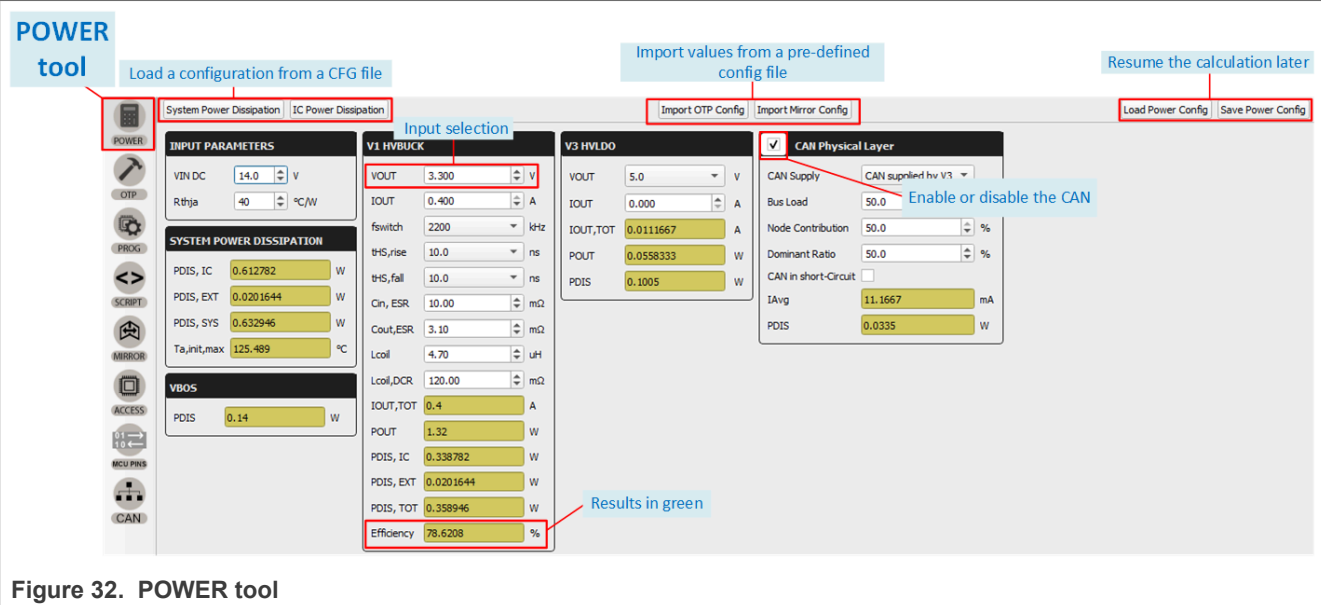 POWER
tool
Load a configuration from a CFG file
Import values from a pre-defined
config file
Resume the calculation later
System Power Dissipation
IC Power Dissipation
Import OTP Config
Import Mirror Config
Load Power Config
Save Power Config
POWER
OTP
PROG
SCRIPT
MIRROR
ACCESS
01
10
MCU PINS
CAN
INPUT PARAMETERS
VIN DC 14.0 V
Rthja 40 °C/W
SYSTEM POWER DISSIPATION
PDIS, IC 0.612782 W
PDIS, EXT 0.0201644 W
PDIS, SYS 0.632946 W
Ta,init,max 125.489 °C
VBOS
PDIS 0.14 W
Input selection
V1 HVBUCK
VOUT 3.300 V
IOUT 0.400 A
fswitch 2200 kHz
tHS,rise 10.0 ns
tHS,fall 10.0 ns
Cin, ESR 10.00 mΩ
Cout,ESR 3.10 mΩ
Lcoil 4.70 uH
Lcoil,DCR 120.00 mΩ
IOUT,TOT 0.4 A
POUT 1.32 W
PDIS, IC 0.338782 W
PDIS, EXT 0.0201644 W
PDIS, TOT 0.358946 W
Efficiency 78.6208 %
Results in green
V3 HVLDO
VOUT 5.0 V
IOUT 0.000 A
IOUT,TOT 0.0111667 A
POUT 0.0558333 W
PDIS 0.1005 W
CAN Physical Layer
CAN Supply CAN supplied by V3
Bus Load 50.0
Enable or disable the CAN
Node Contribution 50.0 %
Dominant Ratio 50.0 %
CAN in short-Circuit
IAvg 11.1667 mA
PDIS 0.0335 W
Figure 32. POWER tool